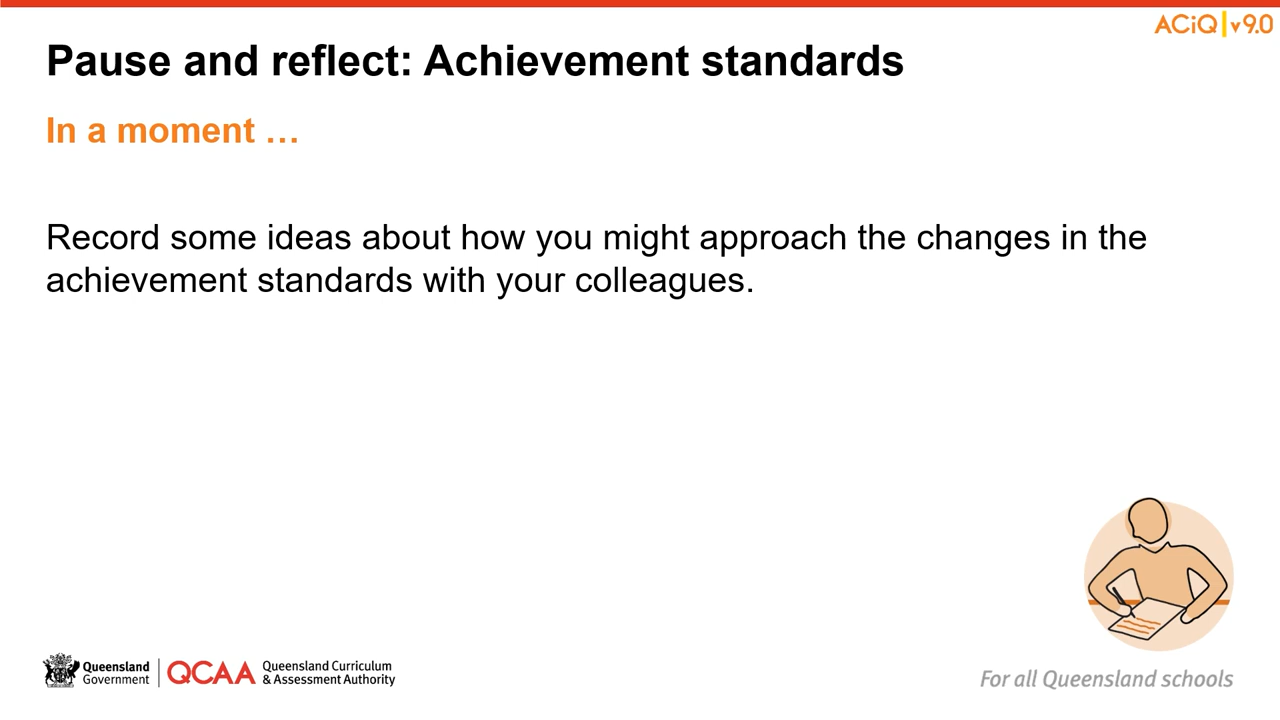 ACiQ v9.0
Pause and reflect: Achievement standards
In a moment …
Record some ideas about how you might approach the changes in the
achievement standards with your colleagues.
Queensland
Government
QCAA
Queensland Curriculum
& Assessment Authority
For all Queensland schools